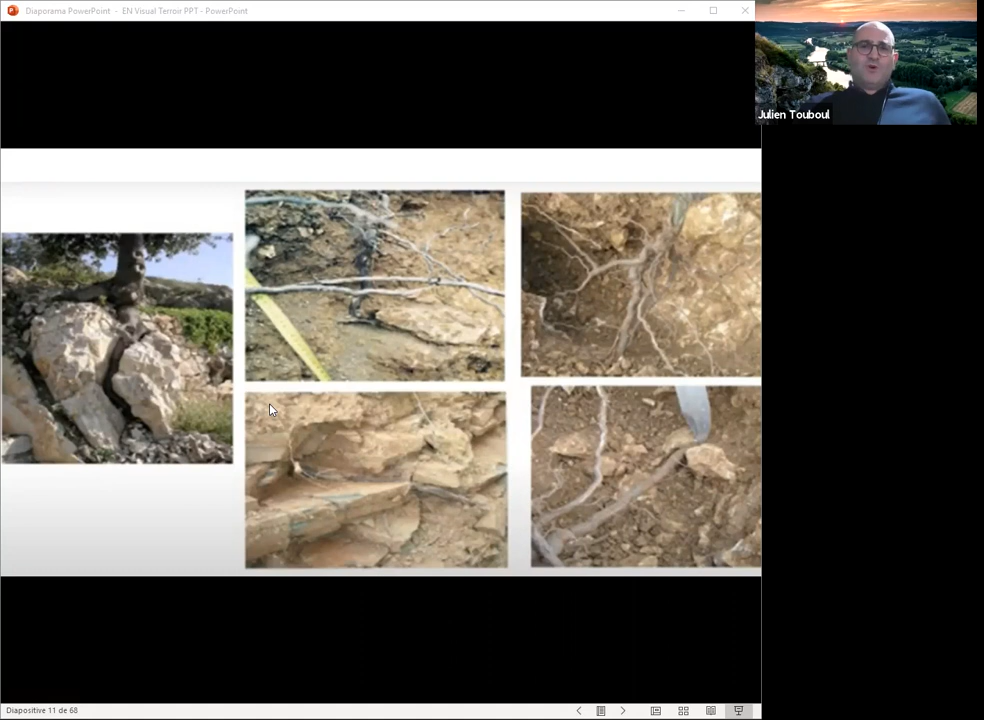 Diaporama PowerPoint - EN Visual Terroir PPT - PowerPoint
Julien Touboul
Diapositive 11 de 68